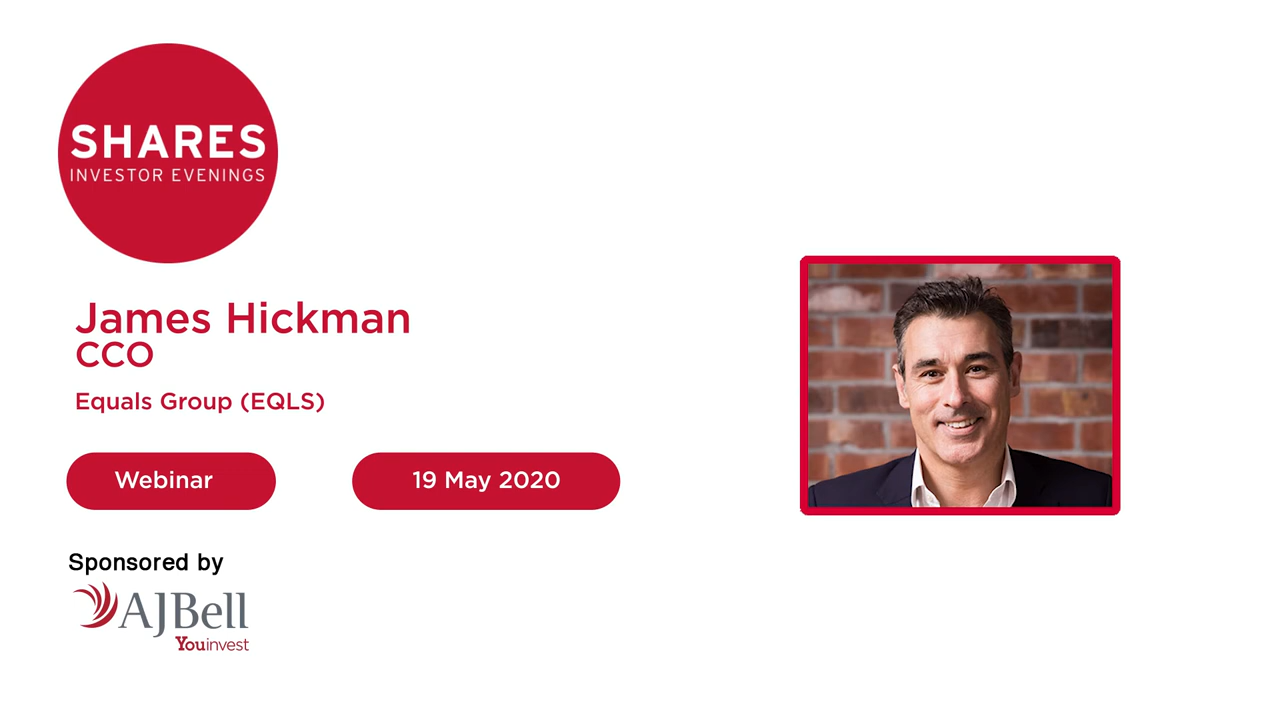 SHARES
INVESTOR EVENINGS
James Hickman
CCO
Equals Group (EQLS)
Webinar
19 May 2020
Sponsored by
AJBell
Youinvest